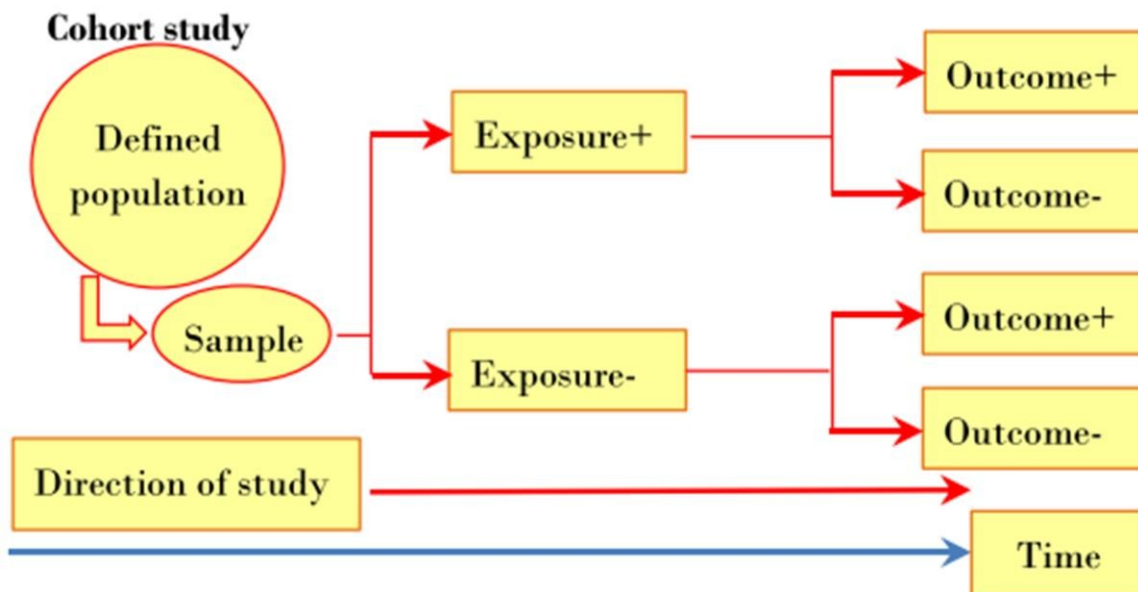 Cohort study
Defined
population
Sample
Exposure+
Exposure-
Outcome+
Outcome-
Outcome+
Outcome-
Direction of study
Time